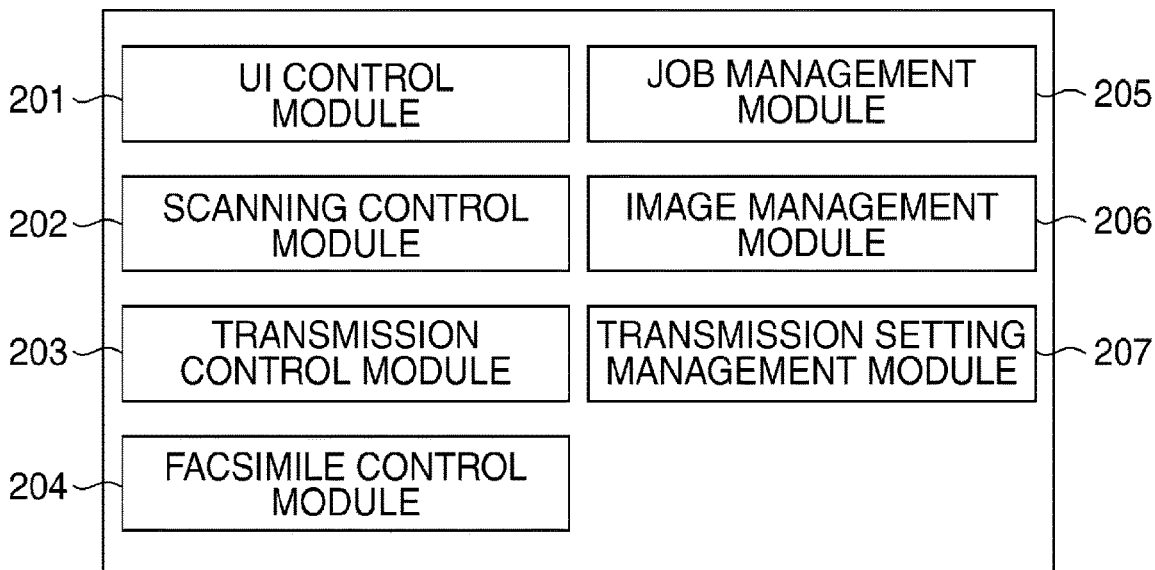 201
UI CONTROL
MODULE
202
SCANNING CONTROL
MODULE
203
TRANSMISSION
CONTROL MODULE
204
FACSIMILE CONTROL
MODULE
JOB MANAGEMENT
MODULE
205
IMAGE MANAGEMENT
MODULE
206
TRANSMISSION SETTING
MANAGEMENT MODULE
207